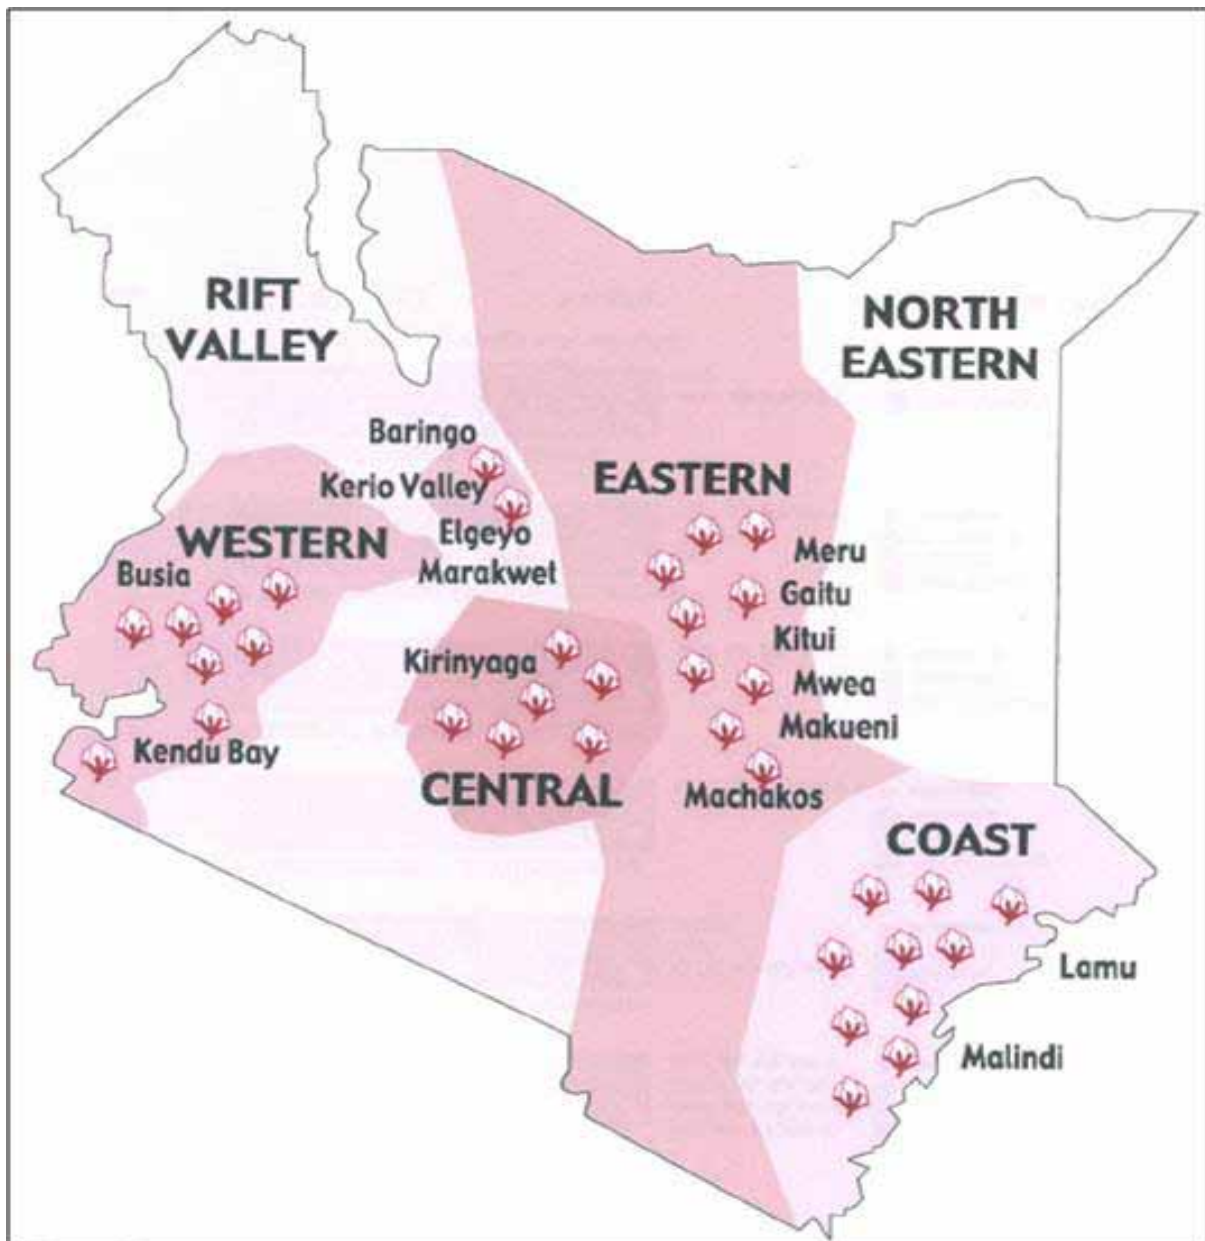 RIFT
VALLEY
NORTH
EASTERN
Baringo
Kerio Valley
EASTERN
WESTERN
Elgeyo
Marakwet
Meru
Busia
Gaitu
Kitui
Kirinyaga
Mwea
Makueni
Kendu Bay
CENTRAL
Machakos
COAST
Lamu
Malindi